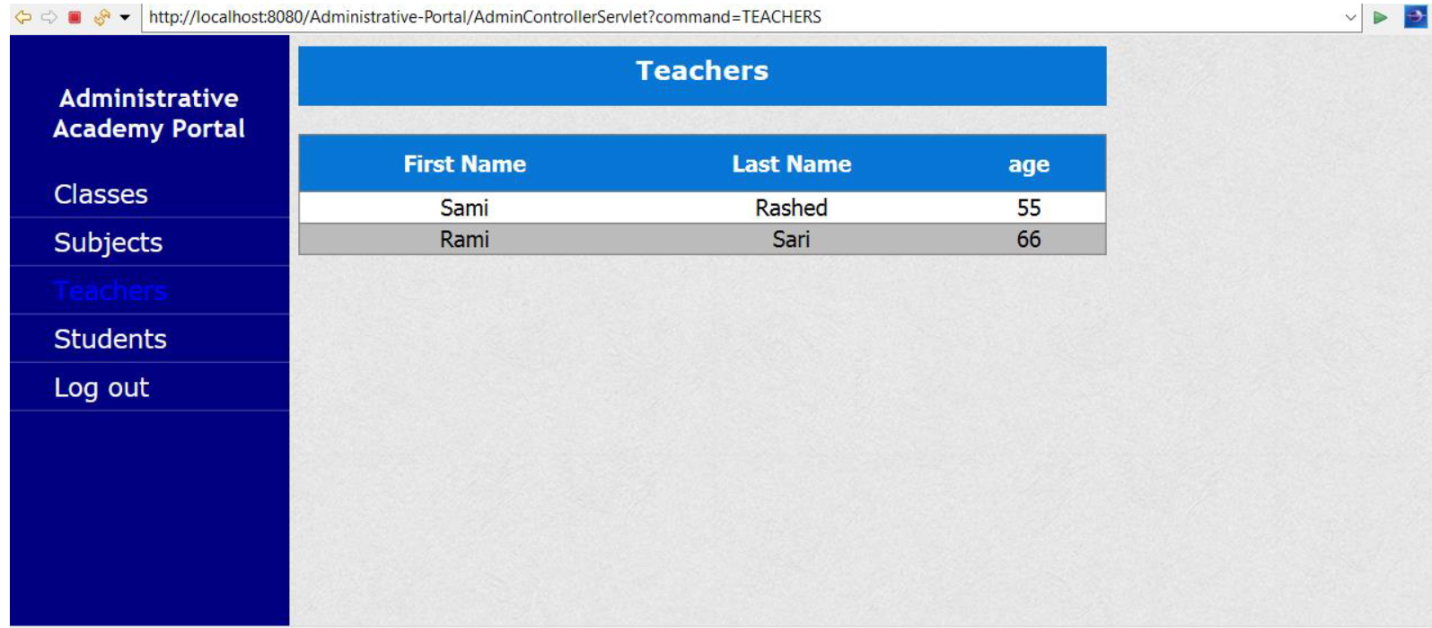 http://localhost:8080/Administrative-Portal/AdminControllerServlet?command=TEACHERS
Administrative
Academy Portal
Classes
Subjects
Teachers
Students
Log out
Teachers
First Name Last Name age
Sami Rashed 55
Rami Sari 66